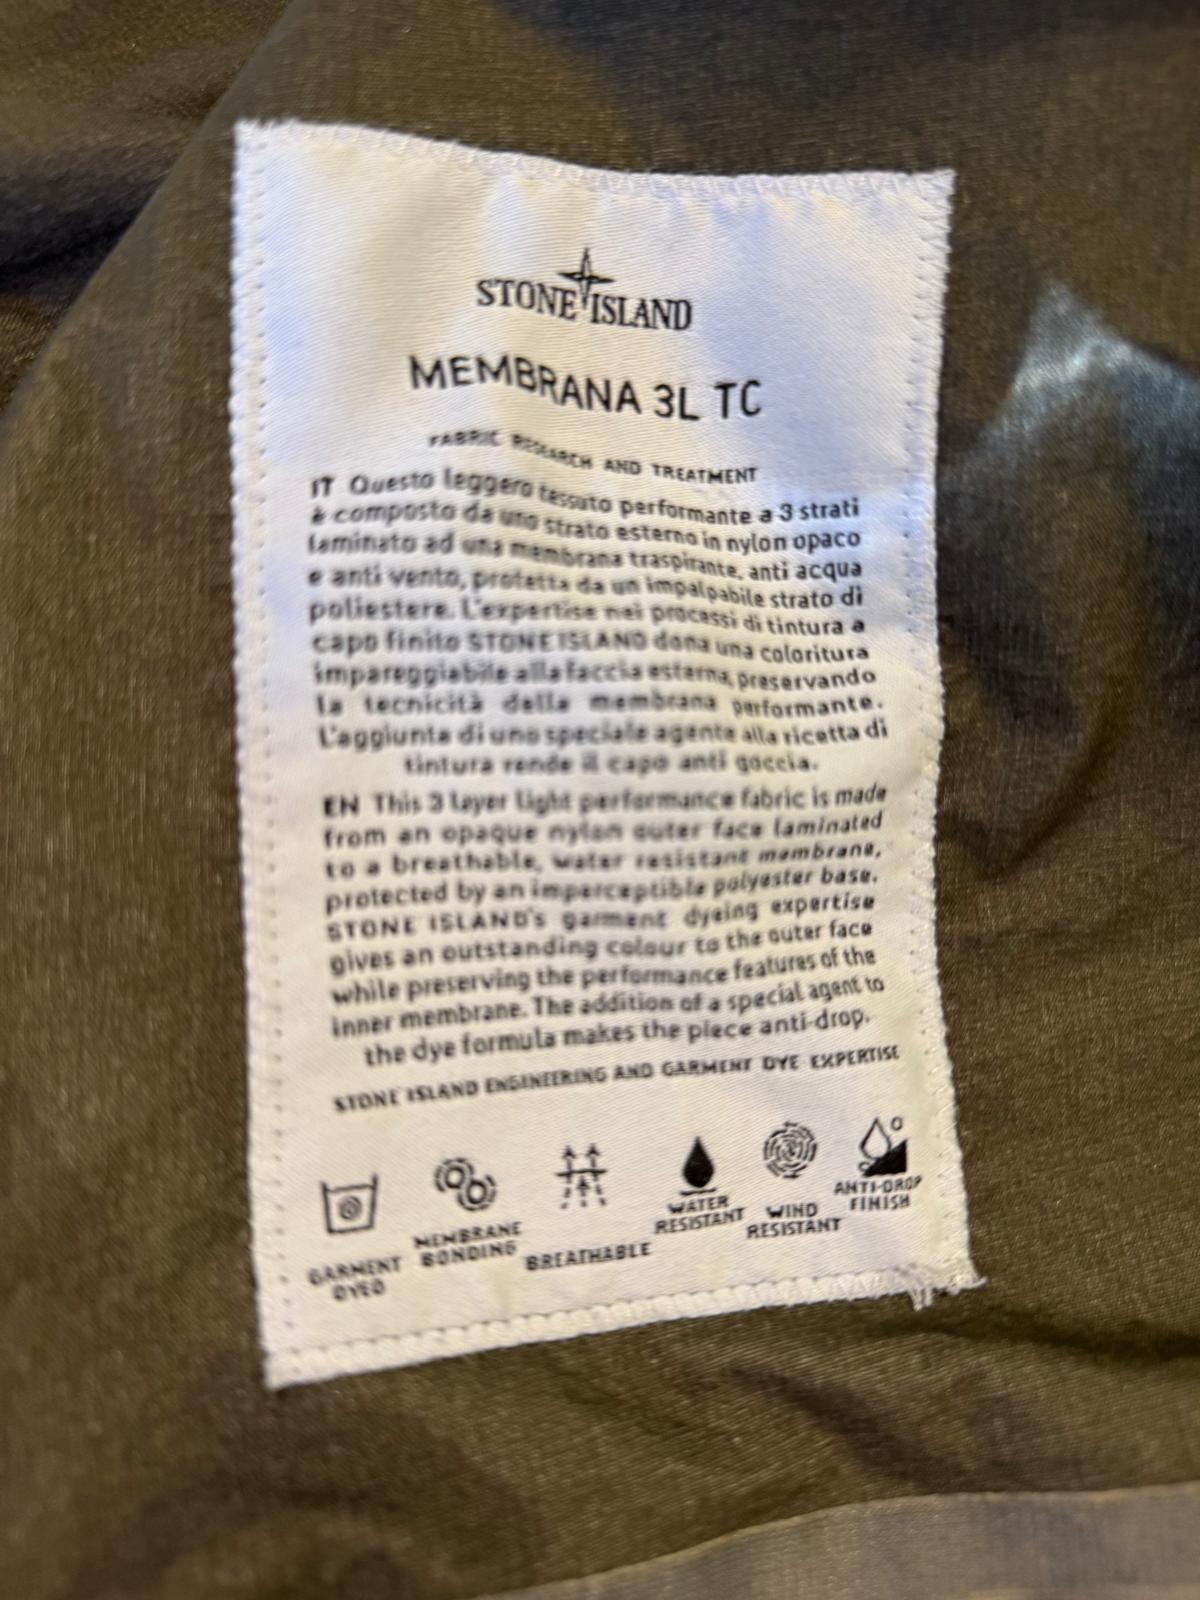 STONE ISLAND
MEMBRANA 3L TC
FABRIC RESEARCH AND TREATMENT
IT Questo leggero tessuto performante a 3 strati
è composto da uno strato esterno in nylon opaco
laminato ad una membrana traspirante, anti acqua
e anti vento, protetta da un impalpabile strato di
poliestere. L'expertise nei processi di tintura a
capo finito STONE ISLAND dona una coloritura
impareggiabile alla faccia esterna, preservando
la tecnicità della membrana performante.
L'aggiunta di uno speciale agente alla ricetta di
tintura rende il capo anti goccia.
EN This 3 layer light performance fabric is made
from an opaque nylon outer face laminated
to a breathable, water resistant membrane,
protected by an imperceptible polyester base.
STONE ISLAND's garment dyeing expertise
gives an outstanding colour to the outer face
while preserving the performance features of the
inner membrane. The addition of a special agent to
the dye formula makes the piece anti-drop.
STONE ISLAND ENGINEERING AND GARMENT DYE EXPERTISE
GARMENT
DYED
MEMBRANE
BONDING
BREATHABLE
WATER
RESISTANT
WIND
RESISTANT
ANTI-DROP
FINISH